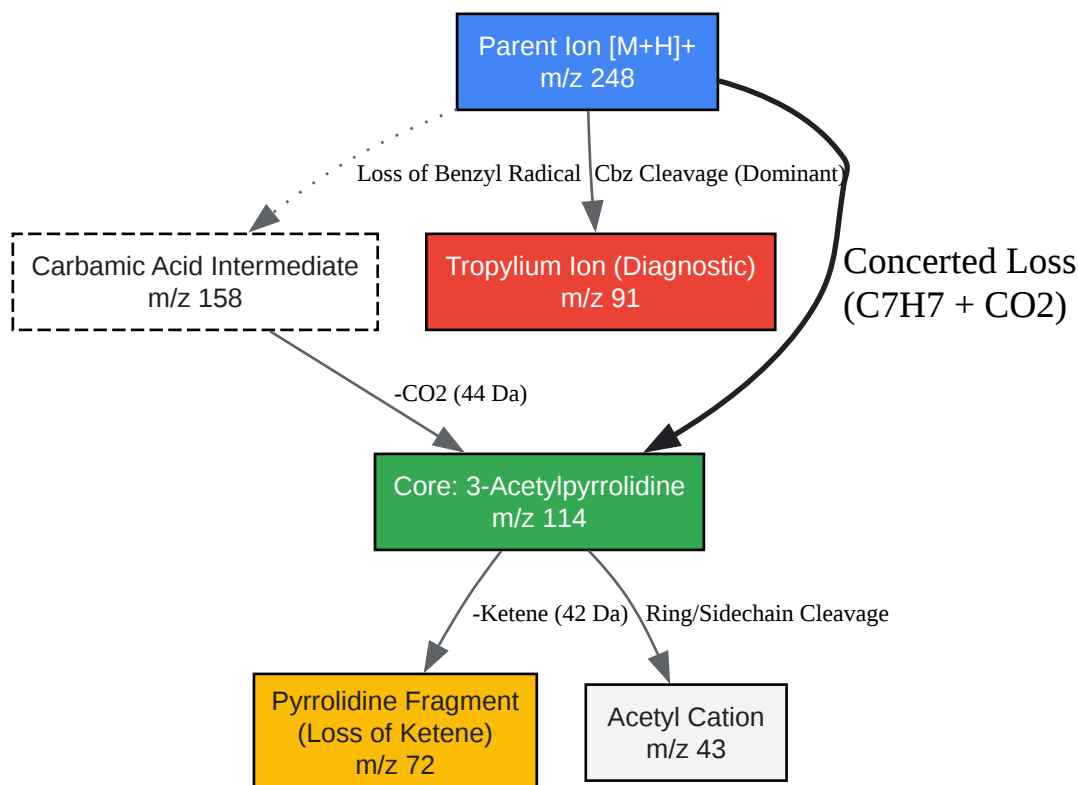 Parent Ion [M+H]+
m/z 248
Loss of Benzyl Radical
Cbz Cleavage (Dominant)
Concerted Loss
(C7H7 + CO2)
Carbamic Acid Intermediate
m/z 158
Tropylium Ion (Diagnostic)
m/z 91
-CO2 (44 Da)
Core: 3-Acetylpyrrolidine
m/z 114
-Ketene (42 Da)
Ring/Sidechain Cleavage
Pyrrolidine Fragment
(Loss of Ketene)
m/z 72
Acetyl Cation
m/z 43